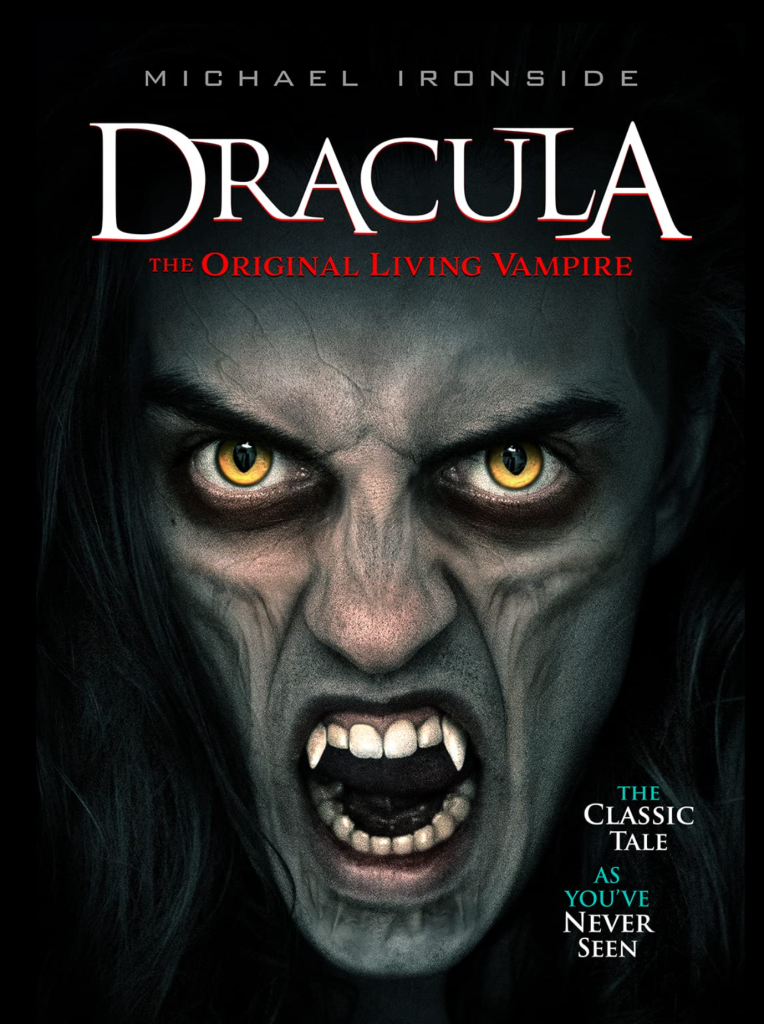 MICHAEL IRONSIDE
DRACULA
THE ORIGINAL LIVING VAMPIRE
THE
CLASSIC
TALE
AS
YOU'VE
NEVER
SEEN